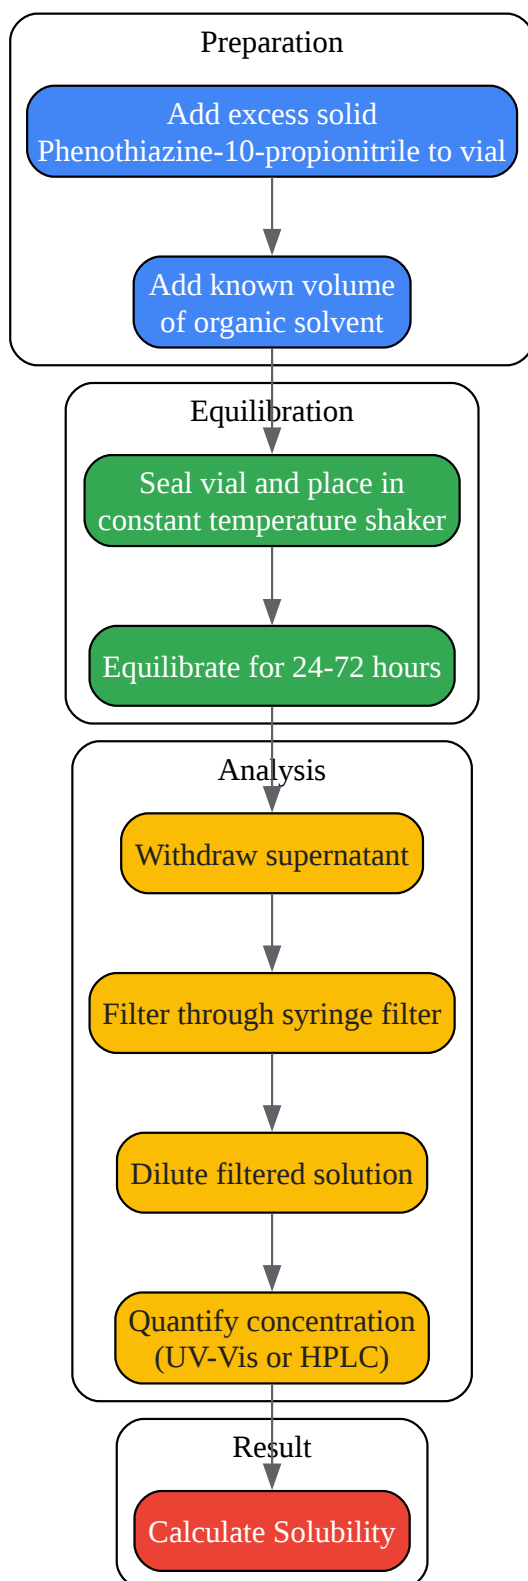 Preparation
Add excess solid
Phenothiazine-10-propionitrile to vial
Add known volume
of organic solvent
Equilibration
Seal vial and place in
constant temperature shaker
Equilibrate for 24-72 hours
Analysis
Withdraw supernatant
Filter through syringe filter
Dilute filtered solution
Quantify concentration
(UV-Vis or HPLC)
Result
Calculate Solubility